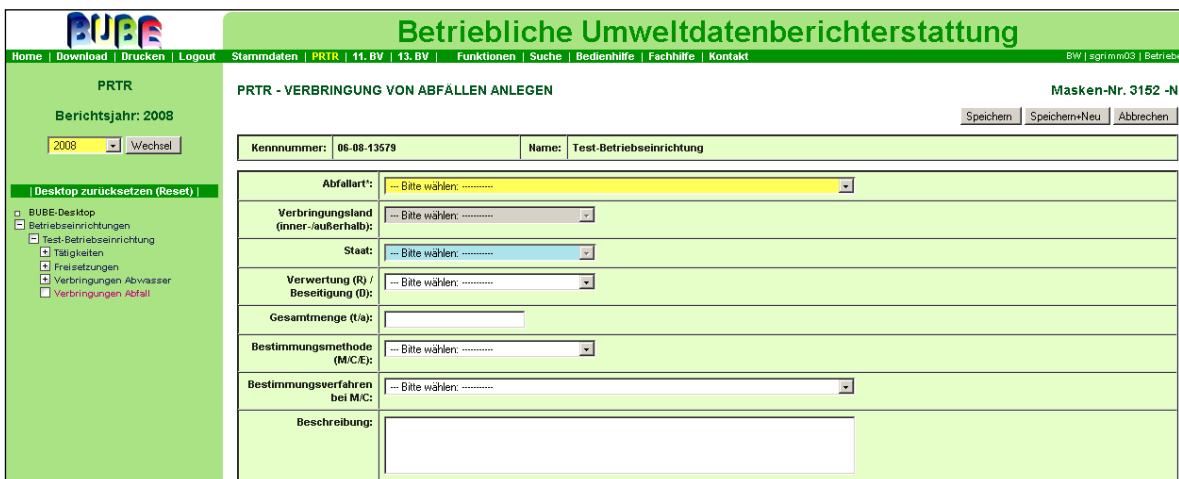 BUBE
Betriebliche Umweltdatenberichterstattung
Home | Download | Drucken | Logout Stammdaten | PRTR | 11. BV | 13. BV | Funktionen | Suche | Bedienhilfe | Fachhilfe | Kontakt BW | sgrimm03 | Betriebe
PRTR
Berichtsjahr: 2008
2008 Wechsel
|Desktop zurücksetzen (Reset) |
BUBE-Desktop
Betriebseinrichtungen
Test-Betriebseinrichtung
Tätigkeiten
Freisetzungen
Verbringungen Abwasser
Verbringungen Abfall
PRTR - VERBRINGUNG VON ABFÄLLEN ANLEGEN Masken-Nr. 3152 -N
Speichern Speichern+Neu Abbrechen
Kennnummer: 06-08-13579 Name: Test-Betriebseinrichtung
Abfallart*: --- Bitte wählen: -----------
Verbringungsland
(inner-/außerhalb): --- Bitte wählen: -----------
Staat: --- Bitte wählen: -----------
Verwertung (R) /
Beseitigung (D): --- Bitte wählen: -----------
Gesamtmenge (t/a):
Bestimmungsmethode
(M/C/E): --- Bitte wählen: -----------
Bestimmungsverfahren
bei M/C: --- Bitte wählen: -----------
Beschreibung: